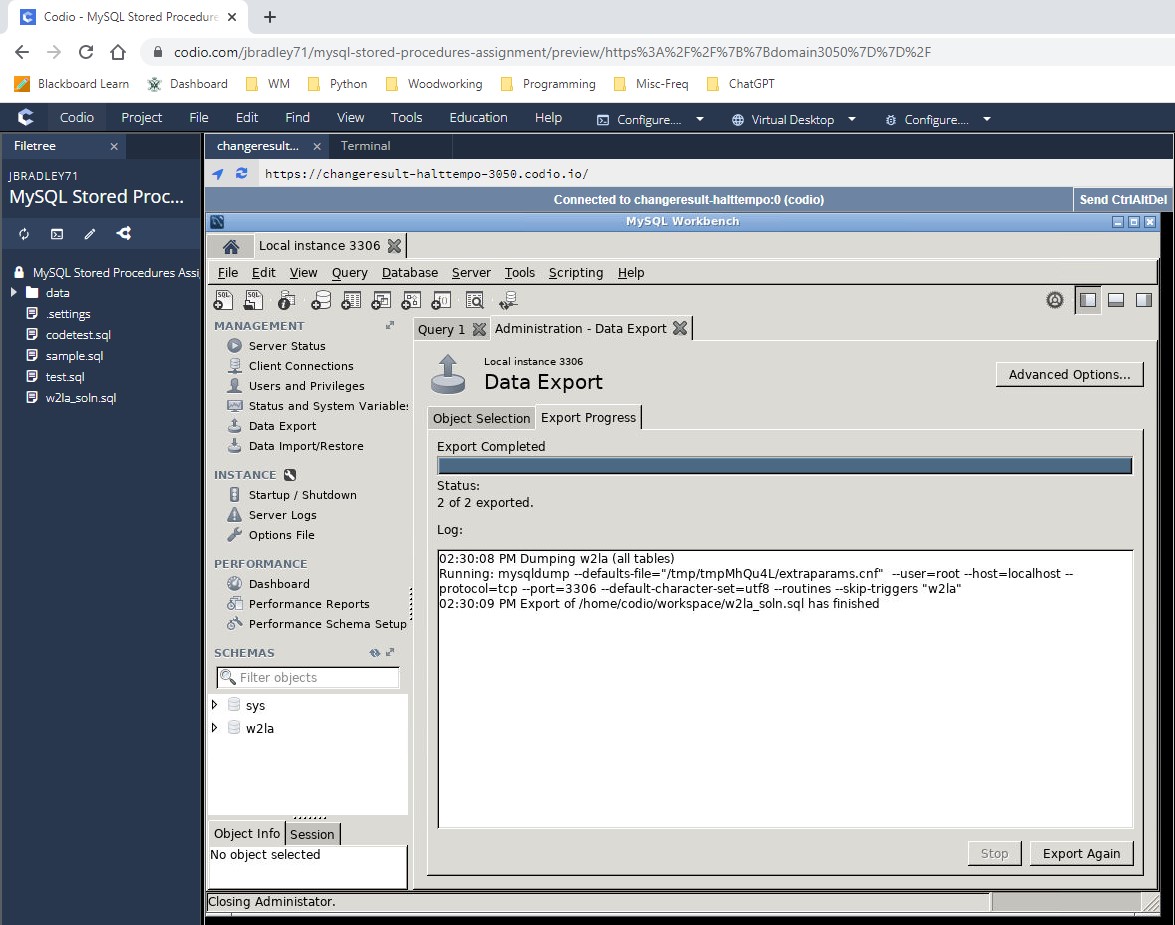 Codio - MySQL Stored Procedure
codio.com/jbradley71/mysql-stored-procedures-assignment/preview/https%3A%2F%2F%7B%7Bdomain3050%7D%7D%2F
Blackboard Learn Dashboard WM Python Woodworking Programming Misc-Freq ChatGPT
Codio Project File Edit Find View Tools Education Help Configure.... Virtual Desktop Configure....
Filetree
changeresult... Terminal
JBRADLEY71
MySQL Stored Proc...
MySQL Stored Procedures Assi
data
.settings
codetest.sql
sample.sql
test.sql
w2la_soln.sql
https://changeresult-halttempo-3050.codio.io/
Connected to changeresult-halttempo:0 (codio) Send CtrlAltDel
MySQL Workbench
Local instance 3306
File Edit View Query Database Server Tools Scripting Help
MANAGEMENT
Server Status
Client Connections
Users and Privileges
Status and System Variables
Data Export
Data Import/Restore
INSTANCE
Startup / Shutdown
Server Logs
Options File
PERFORMANCE
Dashboard
Performance Reports
Performance Schema Setup
SCHEMAS
Filter objects
sys
w2la
Object Info Session
No object selected
Query 1 Administration - Data Export
Local instance 3306
Data Export
Advanced Options...
Object Selection Export Progress
Export Completed
Status:
2 of 2 exported.
Log:
02:30:08 PM Dumping w2la (all tables)
Running: mysqldump --defaults-file="/tmp/tmpMhQu4L/extraparams.cnf" --user=root --host=localhost --
protocol=tcp --port=3306 --default-character-set=utf8 --routines --skip-triggers "w2la"
02:30:09 PM Export of /home/codio/workspace/w2la_soln.sql has finished
Stop Export Again
Closing Administator.